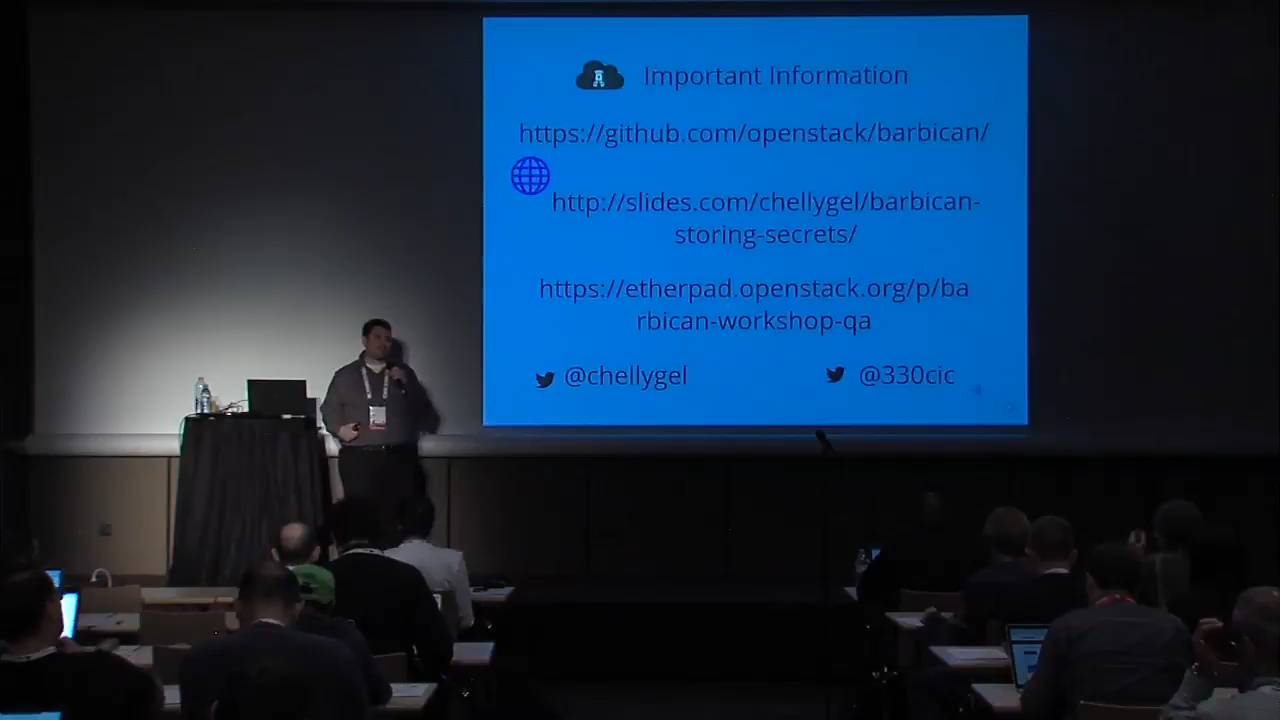 Important Information
https://github.com/openstack/barbican/
http://slides.com/chellygel/barbican-
storing-secrets/
https://etherpad.openstack.org/p/ba
rbican-workshop-qa
@chellygel @330cic